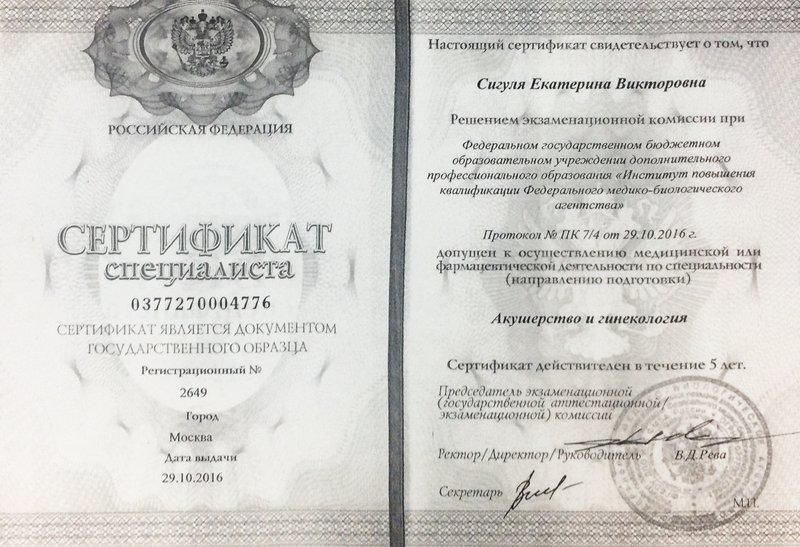 РОССИЙСКАЯ ФЕДЕРАЦИЯ
СЕРТИФИКАТ
специалиста
0377270004776
СЕРТИФИКАТ ЯВЛЯЕТСЯ ДОКУМЕНТОМ
ГОСУДАРСТВЕННОГО ОБРАЗЦА
Регистрационный №
2649
Город
Москва
Дата выдачи
29.10.2016
Настоящий сертификат свидетельствует о том, что
Сигуля Екатерина Викторовна
Решением экзаменационной комиссии при
Федеральном государственном бюджетном
образовательном учреждении дополнительного
профессионального образования «Институт повышения
квалификации Федерального медико-биологического
агентства»
Протокол № ПК 7/4 от 29.10.2016 г.
допущен к осуществлению медицинской или
фармацевтической деятельности по специальности
(направлению подготовки)
Акушерство и гинекология
Сертификат действителен в течение 5 лет.
Председатель экзаменационной
(государственной аттестационной/
экзаменационной) комиссии
Ректор/Директор/Руководитель В.Д.Рева
Секретарь
М.П.